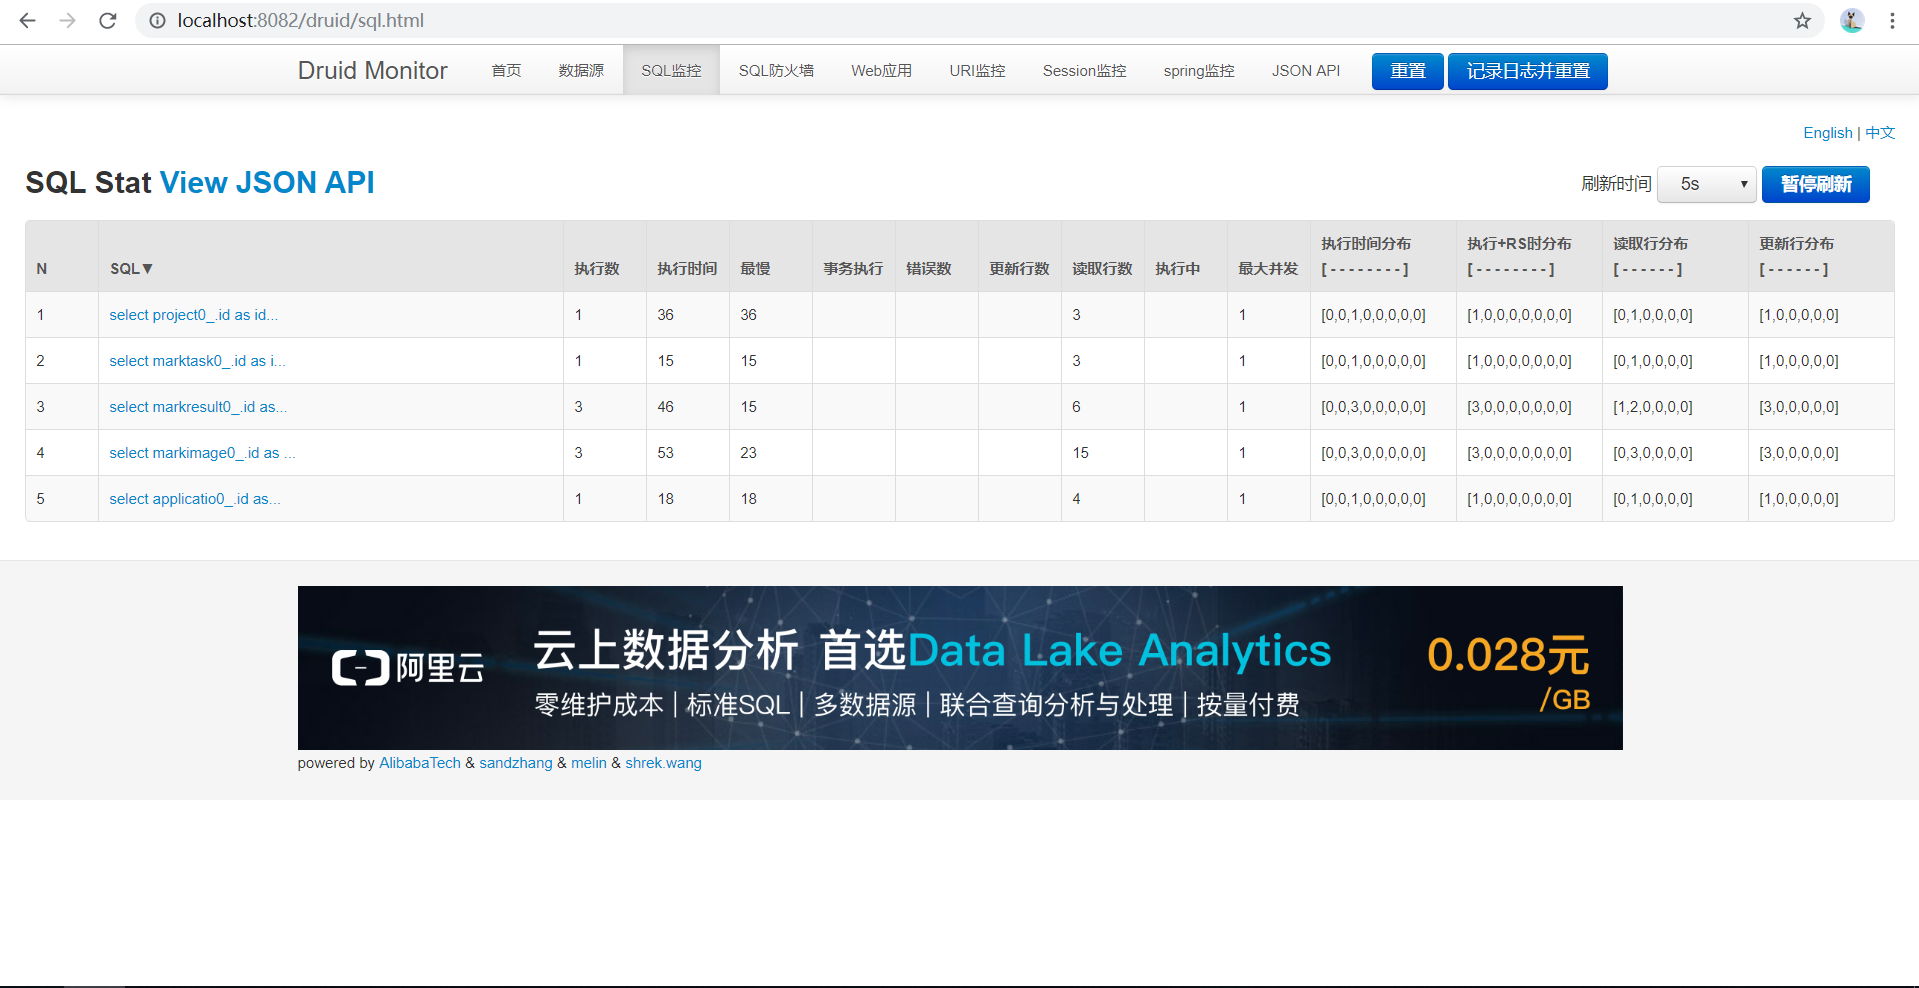 localhost:8082/druid/sql.html
Druid Monitor 首页 数据源 SQL监控 SQL防火墙 Web应用 URI监控 Session监控 spring监控 JSON API 重置 记录日志并重置
English | 中文
SQL Stat View JSON API 刷新时间 5s 暂停刷新
N SQL▼ 执行数 执行时间 最慢 事务执行 错误数 更新行数 读取行数 执行中 最大并发 执行时间分布 [ - - - - - - - - ] 执行+RS时分布 [ - - - - - - - - ] 读取行分布 [ - - - - - - ] 更新行分布 [ - - - - - - ]
1 select project0_.id as id... 1 36 36 3 1 [0,0,1,0,0,0,0,0] [1,0,0,0,0,0,0,0] [0,1,0,0,0,0] [1,0,0,0,0,0]
2 select marktask0_.id as i... 1 15 15 3 1 [0,0,1,0,0,0,0,0] [1,0,0,0,0,0,0,0] [0,1,0,0,0,0] [1,0,0,0,0,0]
3 select markresult0_.id as... 3 46 15 6 1 [0,0,3,0,0,0,0,0] [3,0,0,0,0,0,0,0] [1,2,0,0,0,0] [3,0,0,0,0,0]
4 select markimage0_.id as ... 3 53 23 15 1 [0,0,3,0,0,0,0,0] [3,0,0,0,0,0,0,0] [0,3,0,0,0,0] [3,0,0,0,0,0]
5 select applicatio0_.id as... 1 18 18 4 1 [0,0,1,0,0,0,0,0] [1,0,0,0,0,0,0,0] [0,1,0,0,0,0] [1,0,0,0,0,0]
阿里云
云上数据分析 首选Data Lake Analytics
零维护成本 | 标准SQL | 多数据源 | 联合查询分析与处理 | 按量付费
0.028元
/GB
powered by AlibabaTech & sandzhang & melin & shrek.wang